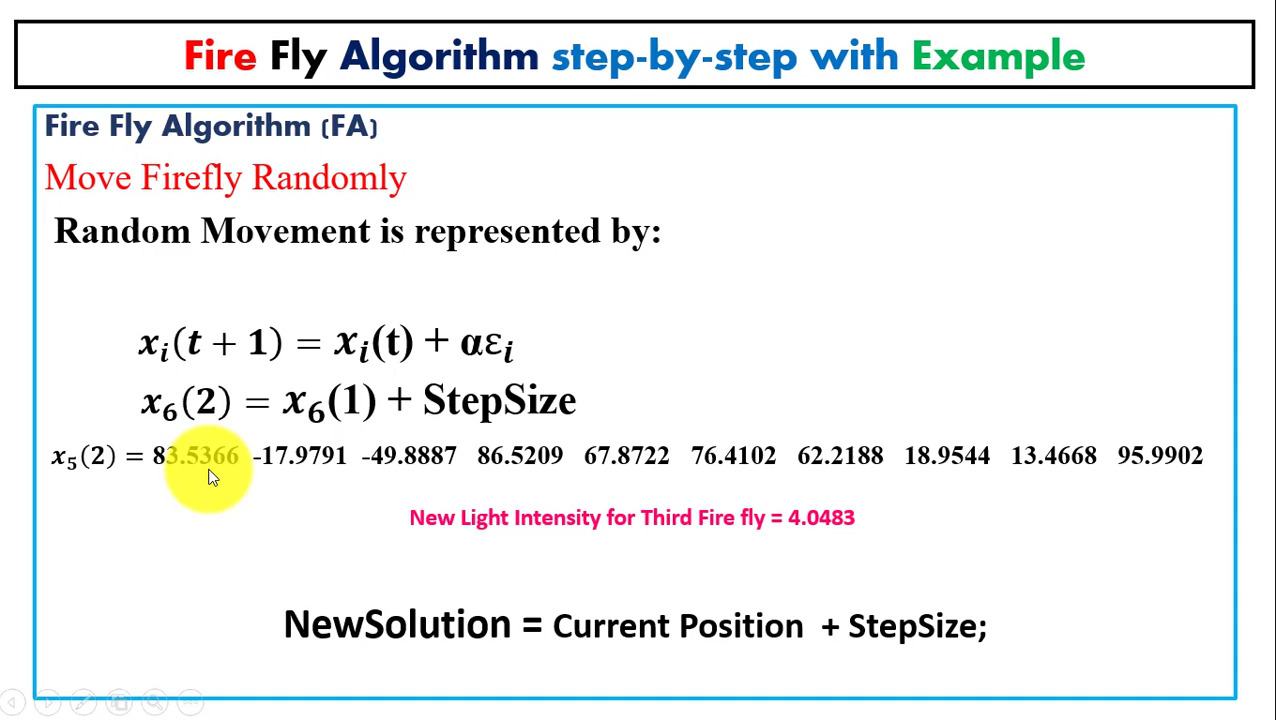 Fire Fly Algorithm step-by-step with Example
Fire Fly Algorithm (FA)
Move Firefly Randomly
Random Movement is represented by:
xᵢ(t + 1) = xᵢ(t) + αεᵢ
x₆(2) = x₆(1) + StepSize
x₅(2) = 83.5366 -17.9791 -49.8887 86.5209 67.8722 76.4102 62.2188 18.9544 13.4668 95.9902
New Light Intensity for Third Fire fly = 4.0483
NewSolution = Current Position + StepSize;